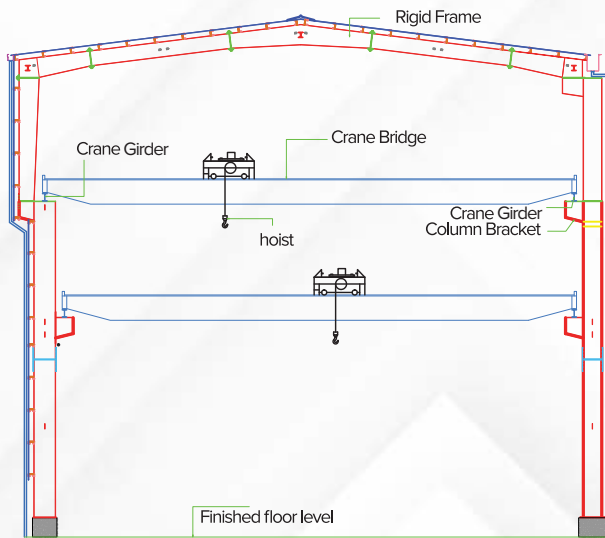 Rigid Frame
Crane Girder
Crane Bridge
Crane Girder
Column Bracket
hoist
Finished floor level